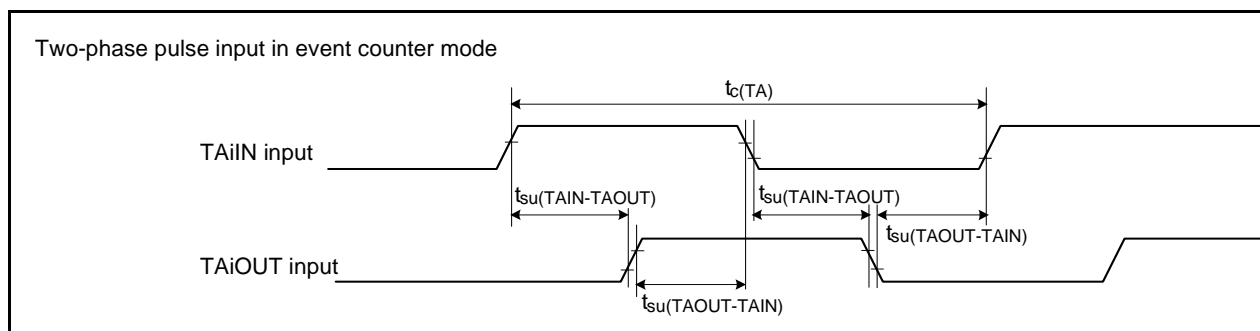 Two-phase pulse input in event counter mode
tc(TA)
TAiIN input
tsu(TAIN-TAOUT)
tsu(TAIN-TAOUT)
tsu(TAOUT-TAIN)
TAiOUT input
tsu(TAOUT-TAIN)